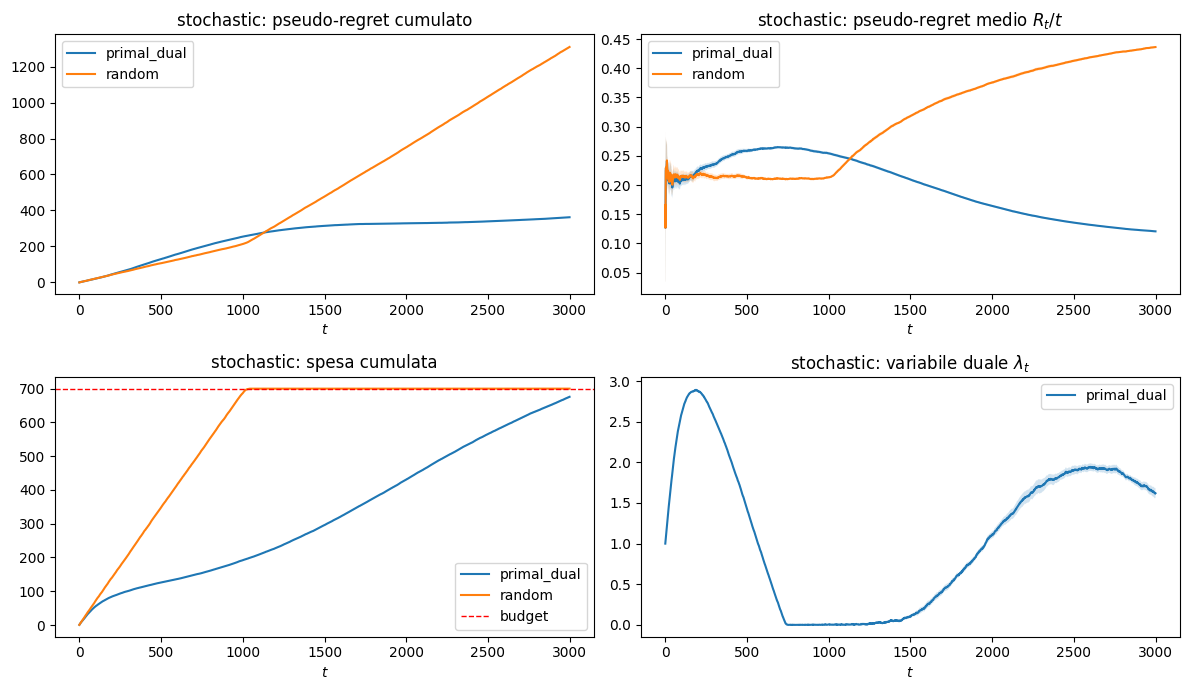 stochastic: pseudo-regret cumulato
primal_dual
random
1200
1000
800
600
400
200
0
0 500 1000 1500 2000 2500 3000
t
stochastic: pseudo-regret medio R_t/t
primal_dual
random
0.45
0.40
0.35
0.30
0.25
0.20
0.15
0.10
0.05
0 500 1000 1500 2000 2500 3000
t
stochastic: spesa cumulata
700
600
500
400
300
200
100
0
primal_dual
random
budget
0 500 1000 1500 2000 2500 3000
t
stochastic: variabile duale λ_t
primal_dual
3.0
2.5
2.0
1.5
1.0
0.5
0.0
0 500 1000 1500 2000 2500 3000
t